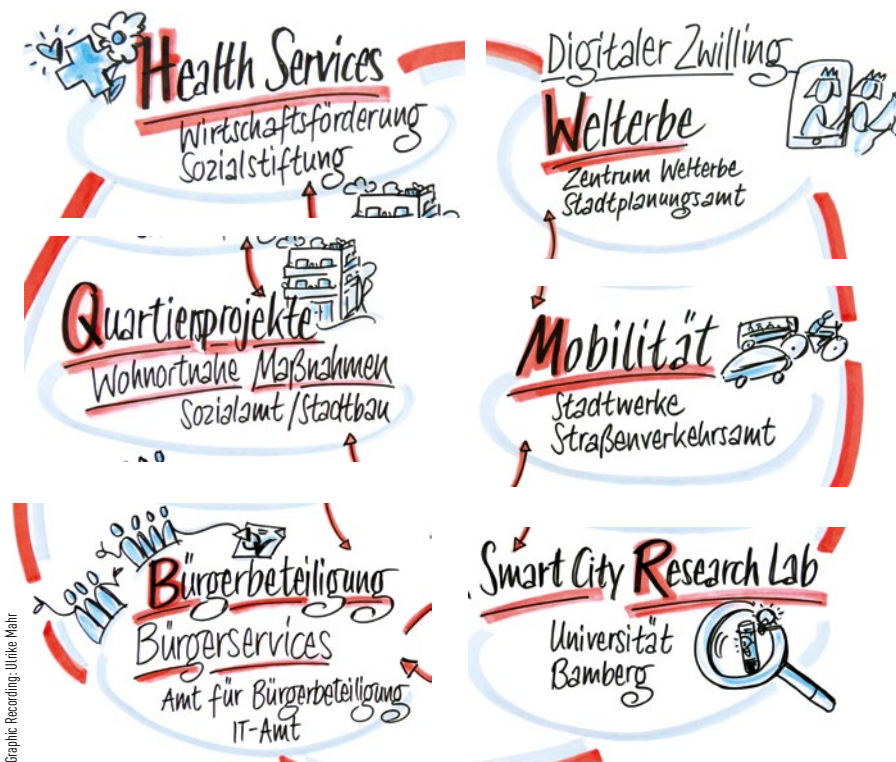 Health Services
Wirtschaftsförderung
Sozialstiftung
Digitaler Zwilling
Welterbe
Zentrum Welterbe
Stadtplanungsamt
Quartiersprojekte
Wohnortnahe Maßnahmen
Sozialamt/Stadtbau
Mobilität
Stadtwerke
Straßenverkehrsamt
Bürgerbeteiligung
Bürgerservices
Amt für Bürgerbeteiligung
IT-Amt
Smart City Research Lab
Universität
Bamberg
Graphic Recording: Ulrike Mahr